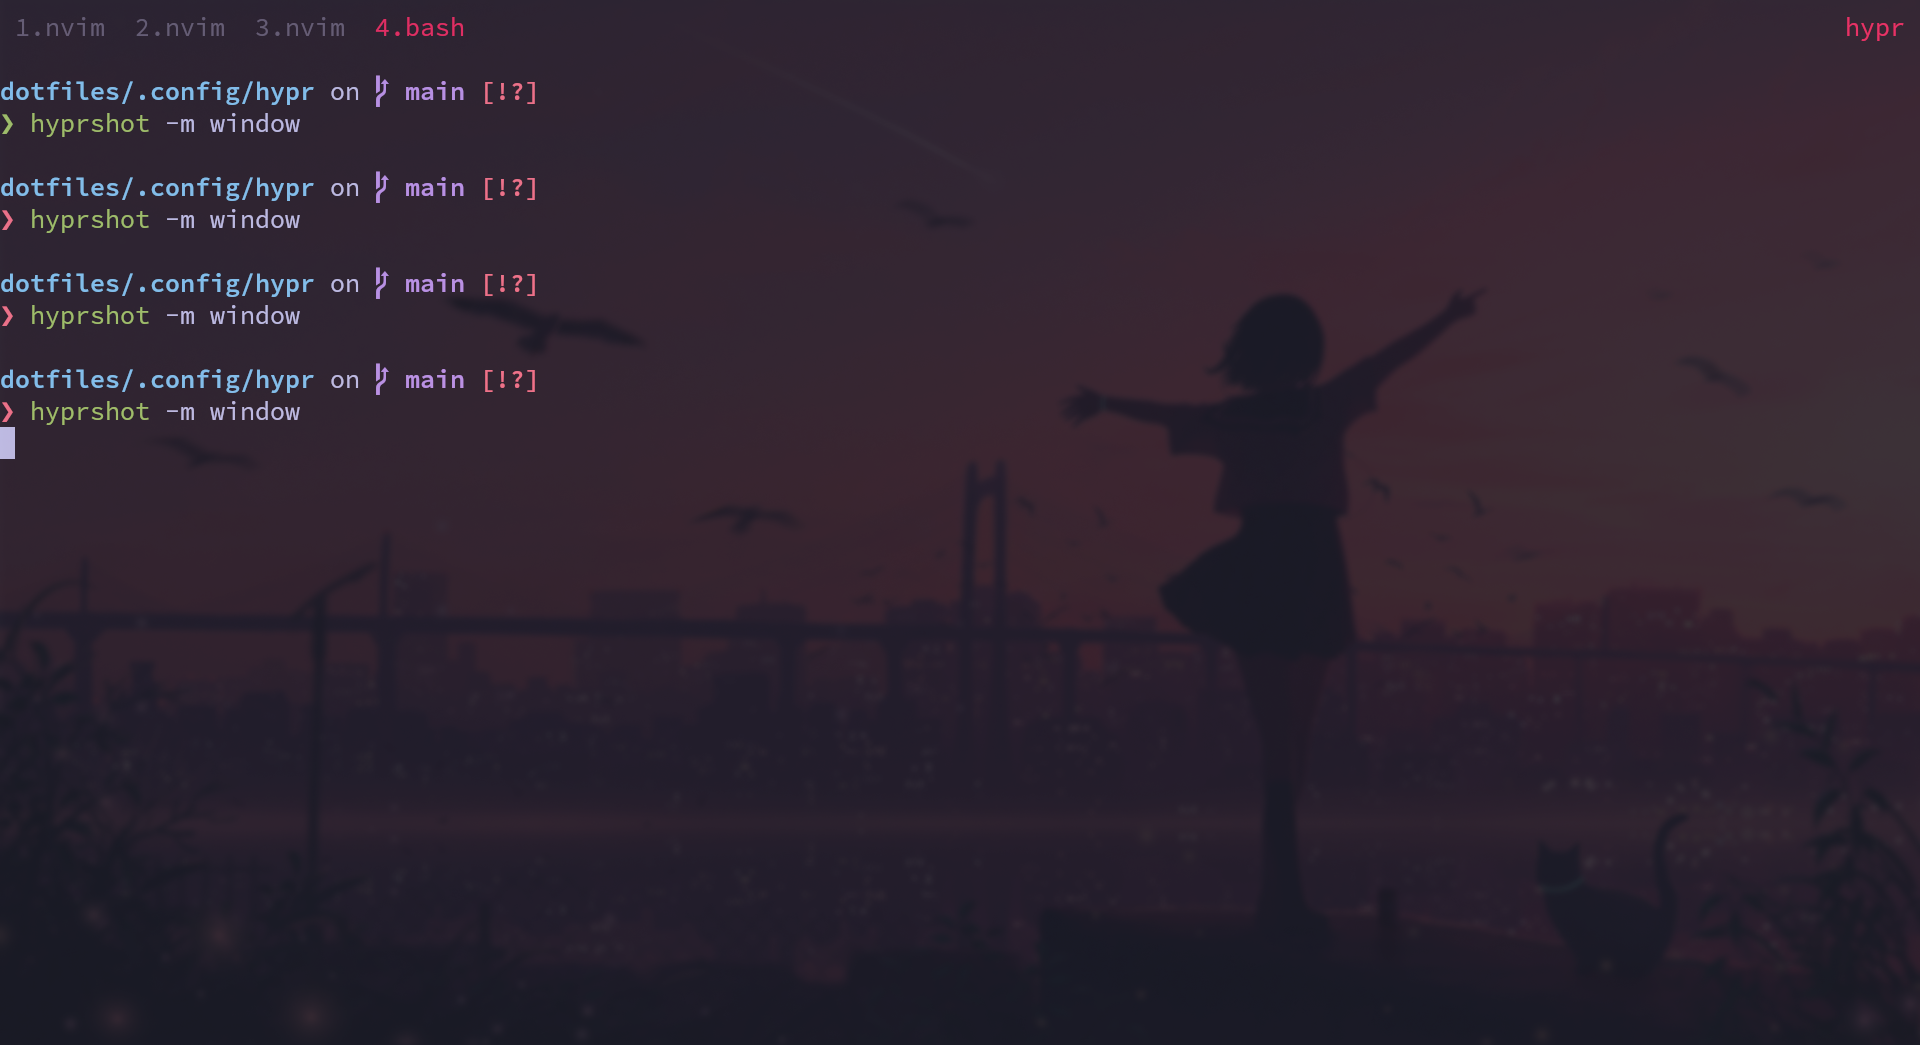 1.nvim 2.nvim 3.nvim 4.bash hypr
dotfiles/.config/hypr on main [!?]
❯ hyprshot -m window
dotfiles/.config/hypr on main [!?]
❯ hyprshot -m window
dotfiles/.config/hypr on main [!?]
❯ hyprshot -m window
dotfiles/.config/hypr on main [!?]
❯ hyprshot -m window